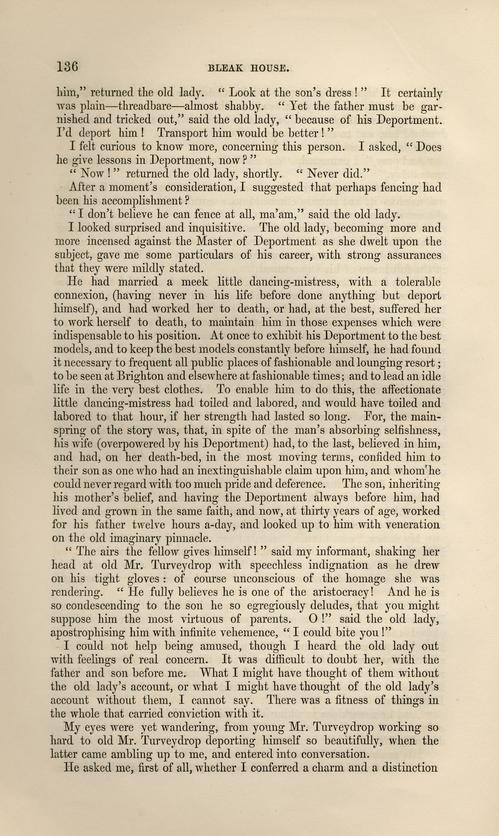 136 BLEAK HOUSE.
him,” returned the old lady. “ Look at the son’s dress ! ” It certainly
was plain—threadbare—almost shabby. “ Yet the father must be gar-
nished and tricked out,” said the old lady, “ because of his Deportment.
I’d deport him ! Transport him would be better ! ”
I felt curious to know more, concerning this person. I asked, “ Does
he give lessons in Deportment, now ? ”
“ Now ! ” returned the old lady, shortly. “ Never did.”
After a moment’s consideration, I suggested that perhaps fencing had
been his accomplishment ?
“ I don’t believe he can fence at all, ma’am,” said the old lady.
I looked surprised and inquisitive. The old lady, becoming more and
more incensed against the Master of Deportment as she dwelt upon the
subject, gave me some particulars of his career, with strong assurances
that they were mildly stated.
He had married a meek little dancing-mistress, with a tolerable
connexion, (having never in his life before done anything but deport
himself), and had worked her to death, or had, at the best, suffered her
to work herself to death, to maintain him in those expenses which were
indispensable to his position. At once to exhibit his Deportment to the best
models, and to keep the best models constantly before himself, he had found
it necessary to frequent all public places of fashionable and lounging resort ;
to be seen at Brighton and elsewhere at fashionable times ; and to lead an idle
life in the very best clothes. To enable him to do this, the affectionate
little dancing-mistress had toiled and labored, and would have toiled and
labored to that hour, if her strength had lasted so long. For, the main-
spring of the story was, that, in spite of the man’s absorbing selfishness,
his wife (overpowered by his Deportment) had, to the last, believed in him,
and had, on her death-bed, in the most moving terms, confided him to
their son as one who had an inextinguishable claim upon him, and whom he
could never regard with too much pride and deference. The son, inheriting
his mother’s belief, and having the Deportment always before him, had
lived and grown in the same faith, and now, at thirty years of age, worked
for his father twelve hours a-day, and looked up to him with veneration
on the old imaginary pinnacle.
“ The airs the fellow gives himself ! ” said my informant, shaking her
head at old Mr. Turveydrop with speechless indignation as he drew
on his tight gloves : of course unconscious of the homage she was
rendering. “ He fully believes he is one of the aristocracy ! And he is
so condescending to the son he so egregiously deludes, that you might
suppose him the most virtuous of parents. O !” said the old lady,
apostrophising him with infinite vehemence, “ I could bite you !”
I could not help being amused, though I heard the old lady out
with feelings of real concern. It was difficult to doubt her, with the
father and son before me. What I might have thought of them without
the old lady’s account, or what I might have thought of the old lady’s
account without them, I cannot say. There was a fitness of things in
the whole that carried conviction with it.
My eyes were yet wandering, from young Mr. Turveydrop working so
hard to old Mr. Turveydrop deporting himself so beautifully, when the
latter came ambling up to me, and entered into conversation.
He asked me, first of all, whether I conferred a charm and a distinction